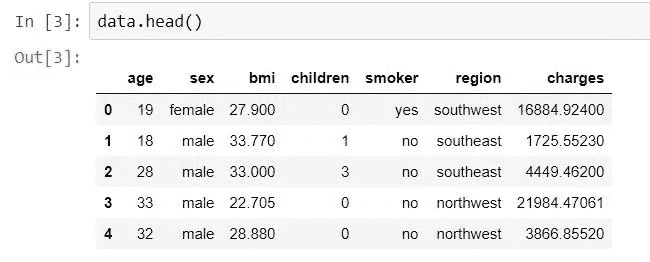 In [3]: data.head()
Out[3]:
age sex bmi children smoker region charges
0 19 female 27.900 0 yes southwest 16884.92400
1 18 male 33.770 1 no southeast 1725.55230
2 28 male 33.000 3 no southeast 4449.46200
3 33 male 22.705 0 no northwest 21984.47061
4 32 male 28.880 0 no northwest 3866.85520